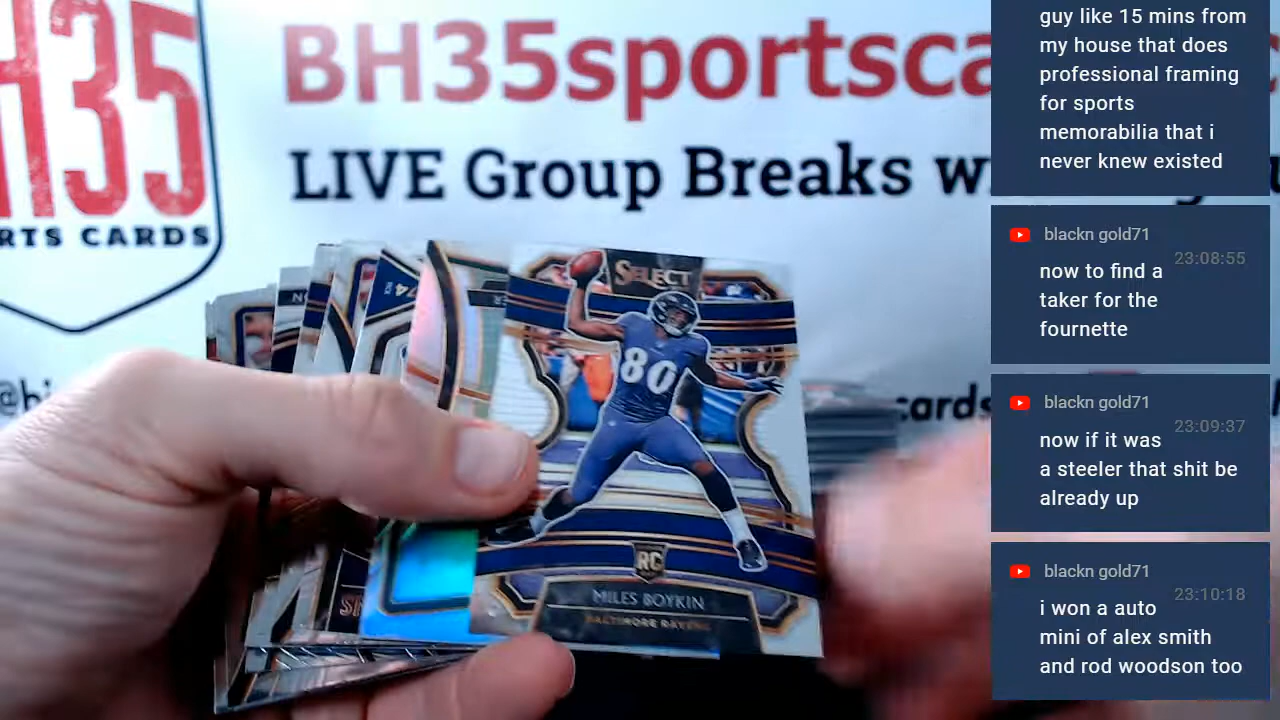 H35
RTS CARDS
BH35sportsca
LIVE Group Breaks w
@bi
cards
SELECT
80
RC
MILES BOYKIN
BALTIMORE RAVENS
74
guy like 15 mins from
my house that does
professional framing
for sports
memorabilia that i
never knew existed
blackn gold71
23:08:55
now to find a
taker for the
fournette
blackn gold71
23:09:37
now if it was
a steeler that shit be
already up
blackn gold71
23:10:18
i won a auto
mini of alex smith
and rod woodson too